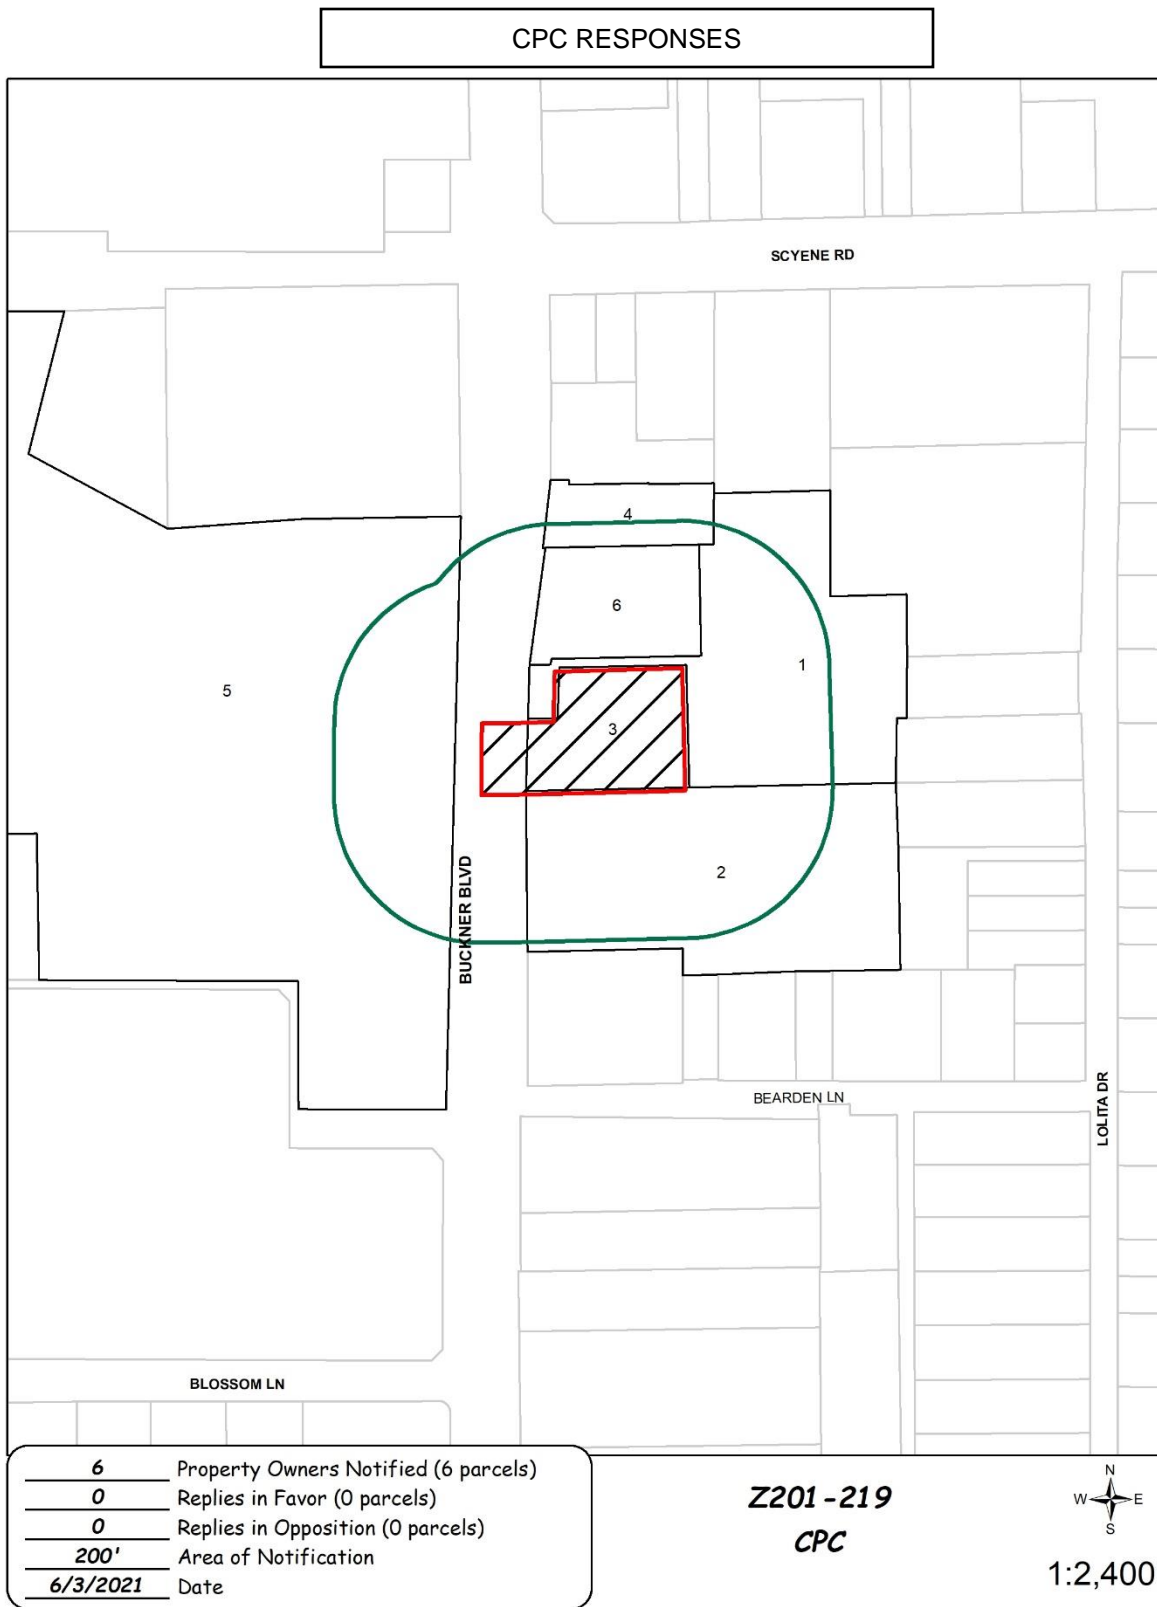 CPC RESPONSES
SCYENE RD
4
6
1
5
3
2
BUCKNER BLVD
BEARDEN LN
LOLITA DR
BLOSSOM LN
6 Property Owners Notified (6 parcels)
0 Replies in Favor (0 parcels)
0 Replies in Opposition (0 parcels)
200' Area of Notification
6/3/2021 Date
Z201-219
CPC
N
W E
S
1:2,400